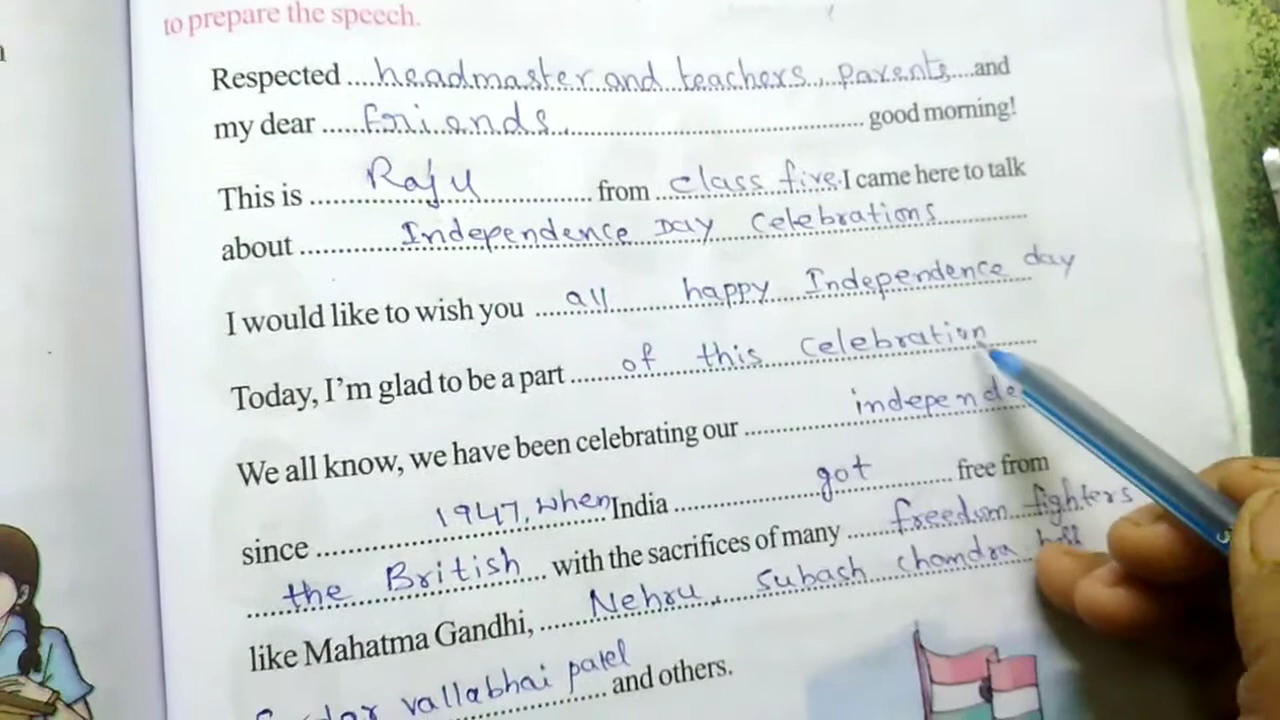 to prepare the speech.
Respected headmaster and teachers, parents and
my dear friends, good morning!
This is Raju from class five. I came here to talk
about Independence Day Celebrations
I would like to wish you all happy Independence day
Today, I'm glad to be a part of this celebration
We all know, we have been celebrating our
since 1947, when India got free from
the British with the sacrifices of many freedom fighters
like Mahatma Gandhi, Nehru, Subash chandra
vallabhai patel and others.